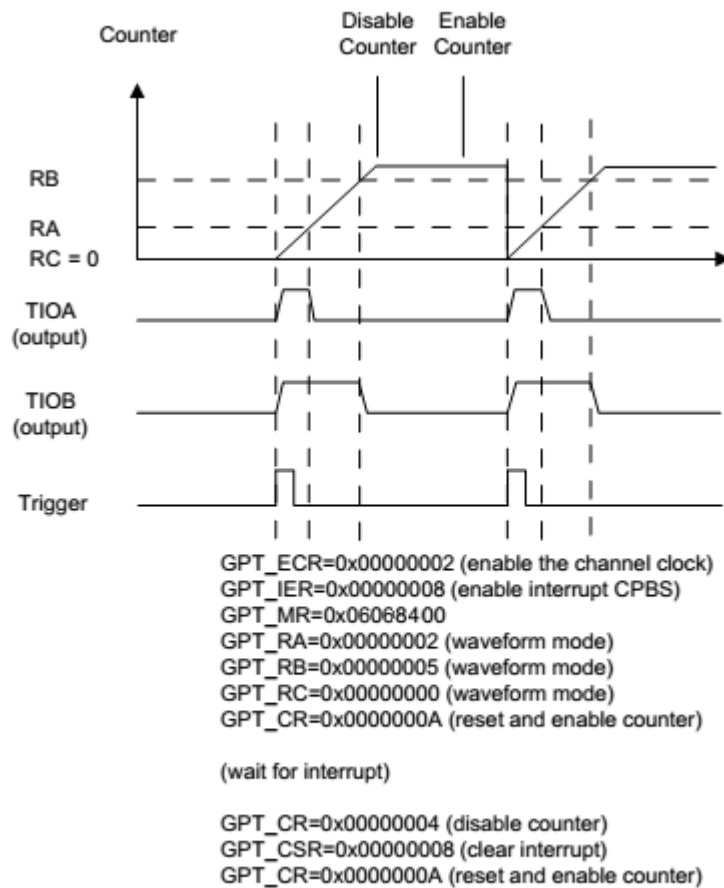 Counter
Disable Counter
Enable Counter
RB
RA
RC = 0
TIOA
(output)
TIOB
(output)
Trigger
GPT_ECR=0x00000002 (enable the channel clock)
GPT_IER=0x00000008 (enable interrupt CPBS)
GPT_MR=0x06068400
GPT_RA=0x00000002 (waveform mode)
GPT_RB=0x00000005 (waveform mode)
GPT_RC=0x00000000 (waveform mode)
GPT_CR=0x0000000A (reset and enable counter)
(wait for interrupt)
GPT_CR=0x00000004 (disable counter)
GPT_CSR=0x00000008 (clear interrupt)
GPT_CR=0x0000000A (reset and enable counter)